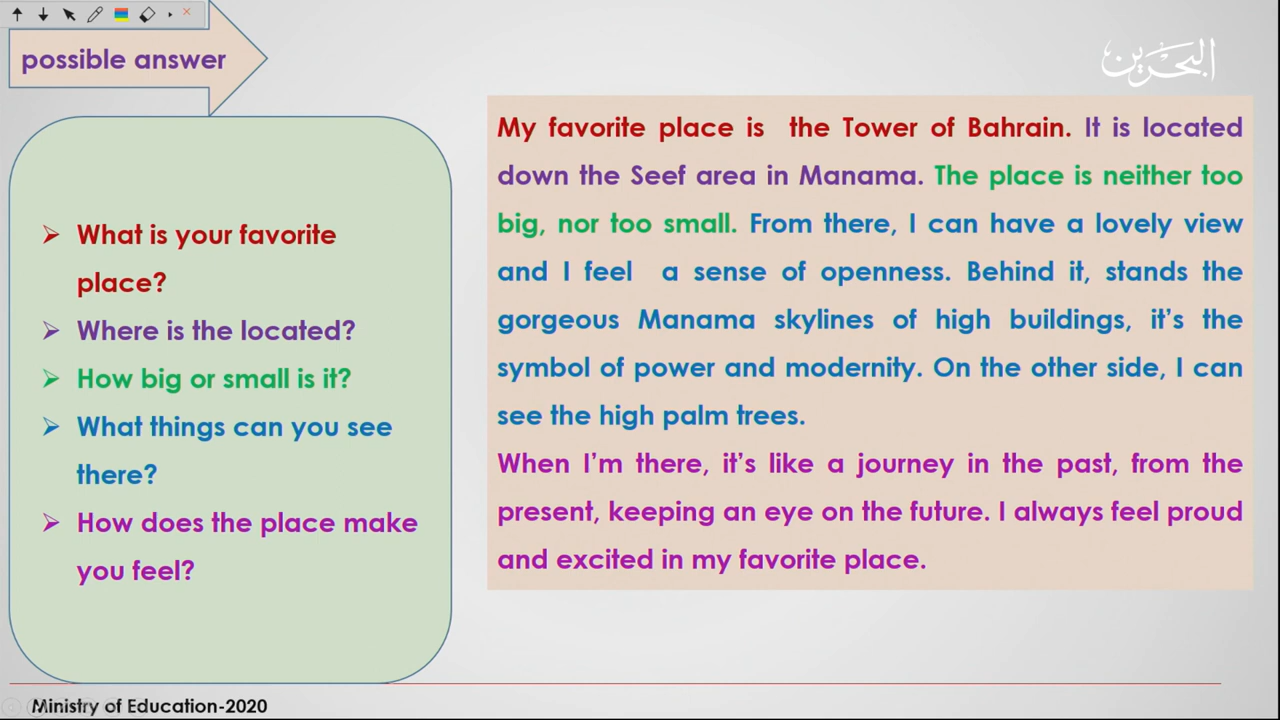 possible answer
البحرين
What is your favorite
place?
Where is the located?
How big or small is it?
What things can you see
there?
How does the place make
you feel?
My favorite place is the Tower of Bahrain. It is located
down the Seef area in Manama. The place is neither too
big, nor too small. From there, I can have a lovely view
and I feel a sense of openness. Behind it, stands the
gorgeous Manama skylines of high buildings, it's the
symbol of power and modernity. On the other side, I can
see the high palm trees.
When I'm there, it's like a journey in the past, from the
present, keeping an eye on the future. I always feel proud
and excited in my favorite place.
Ministry of Education-2020